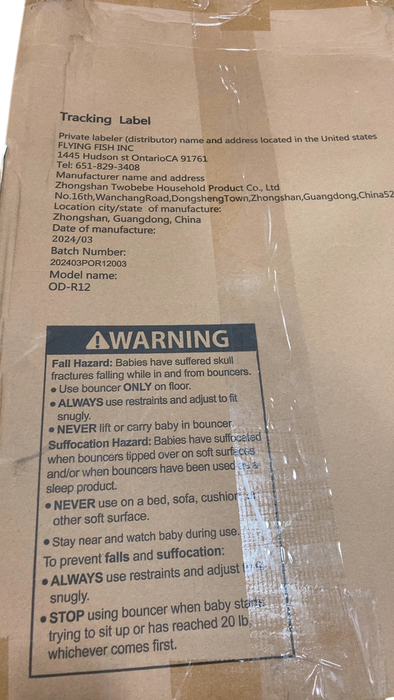 Tracking Label
Private labeler (distributor) name and address located in the United states
FLYING FISH INC
1445 Hudson st OntarioCA 91761
Tel: 651-829-3408
Manufacturer name and address
Zhongshan Twobebe Household Product Co., Ltd
No.16th,WanchangRoad,DongshengTown,Zhongshan,Guangdong,China52
Location city/state of manufacture:
Zhongshan, Guangdong, China
Date of manufacture:
2024/03
Batch Number:
202403POR12003
Model name:
OD-R12
⚠WARNING
Fall Hazard: Babies have suffered skull
fractures falling while in and from bouncers.
• Use bouncer ONLY on floor.
• ALWAYS use restraints and adjust to fit
snugly.
• NEVER lift or carry baby in bouncer.
Suffocation Hazard: Babies have suffocated
when bouncers tipped over on soft surfaces
and/or when bouncers have been used as a
sleep product.
• NEVER use on a bed, sofa, cushion,
other soft surface.
• Stay near and watch baby during use.
To prevent falls and suffocation:
• ALWAYS use restraints and adjust
snugly.
• STOP using bouncer when baby starts
trying to sit up or has reached 20 lb,
whichever comes first.